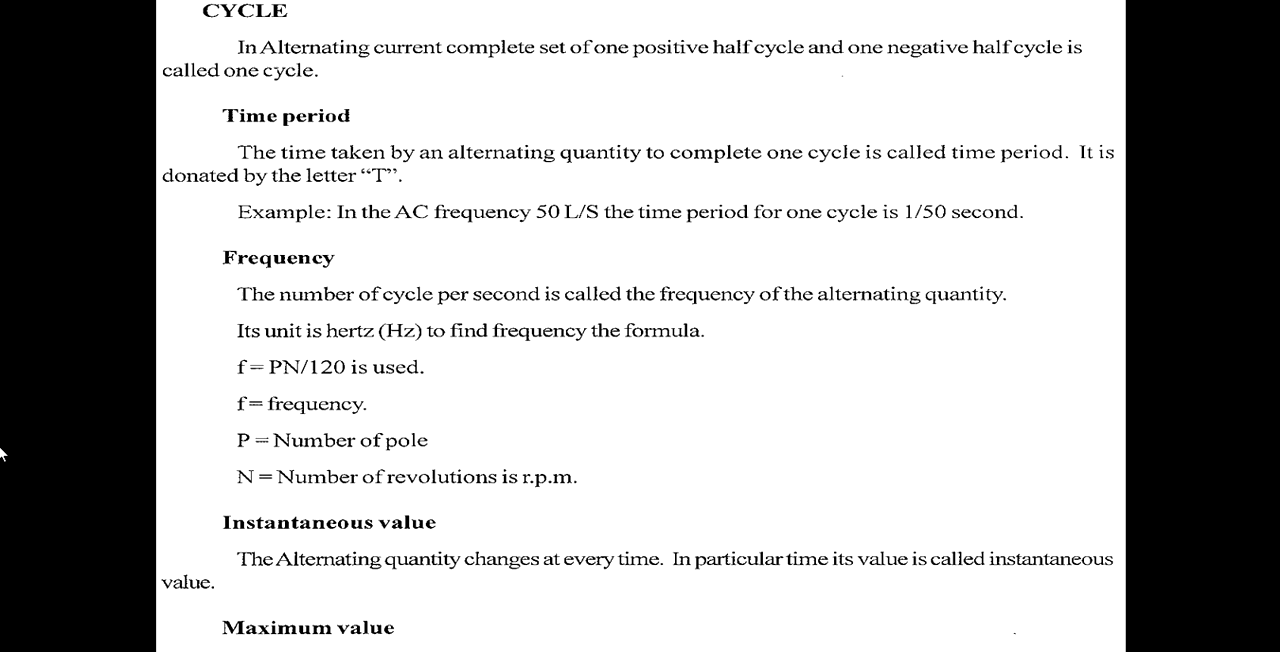 CYCLE
In Alternating current complete set of one positive half cycle and one negative half cycle is
called one cycle.
Time period
The time taken by an alternating quantity to complete one cycle is called time period. It is
donated by the letter “T”.
Example: In the AC frequency 50 L/S the time period for one cycle is 1/50 second.
Frequency
The number of cycle per second is called the frequency of the alternating quantity.
Its unit is hertz (Hz) to find frequency the formula.
f = PN/120 is used.
f = frequency.
P = Number of pole
N = Number of revolutions is r.p.m.
Instantaneous value
The Alternating quantity changes at every time. In particular time its value is called instantaneous
value.
Maximum value